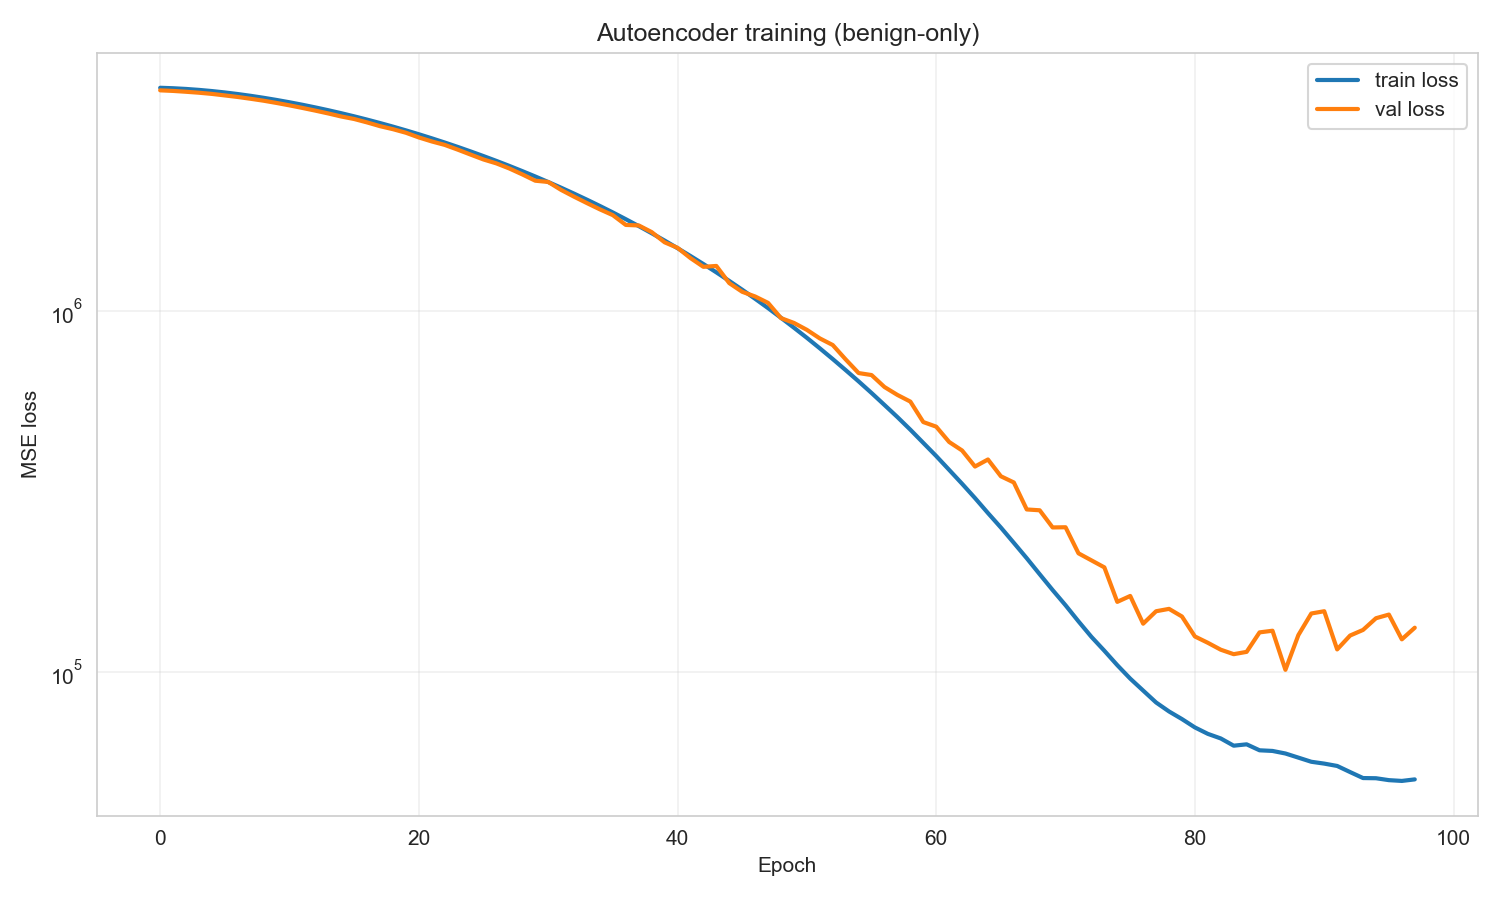 Autoencoder training (benign-only)
train loss
val loss
10^6
10^5
MSE loss
0 20 40 60 80 100
Epoch